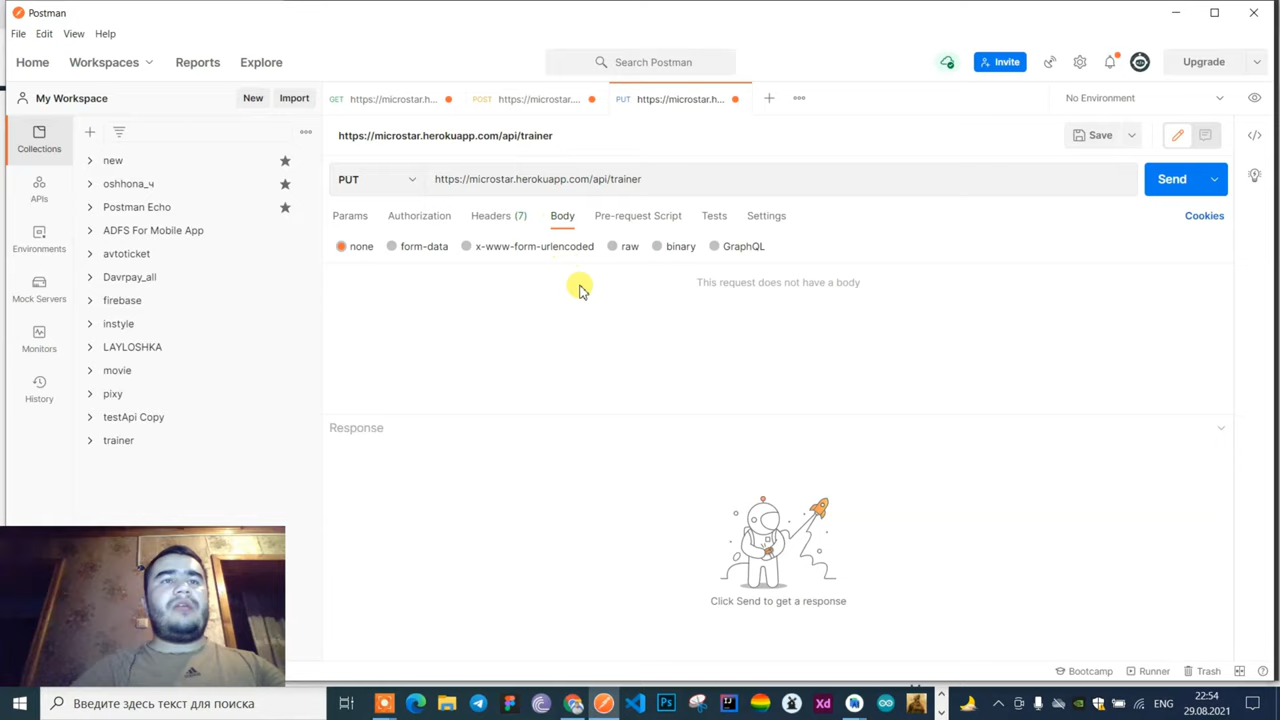 Postman
File Edit View Help
Home Workspaces Reports Explore Search Postman Invite Upgrade
My Workspace New Import GET https://microstar.h... POST https://microstar.... PUT https://microstar.h... No Environment
https://microstar.herokuapp.com/api/trainer Save
Collections
APIs
Environments
Mock Servers
Monitors
History
new
oshhona_ч
Postman Echo
ADFS For Mobile App
avtoticket
Davrpay_all
firebase
instyle
LAYLOSHKA
movie
pixy
testApi Copy
trainer
PUT https://microstar.herokuapp.com/api/trainer Send
Params Authorization Headers (7) Body Pre-request Script Tests Settings Cookies
none form-data x-www-form-urlencoded raw binary GraphQL
This request does not have a body
Response
Click Send to get a response
Bootcamp Runner Trash
Введите здесь текст для поиска
Ps
Xd
ENG
22:54
29.08.2021